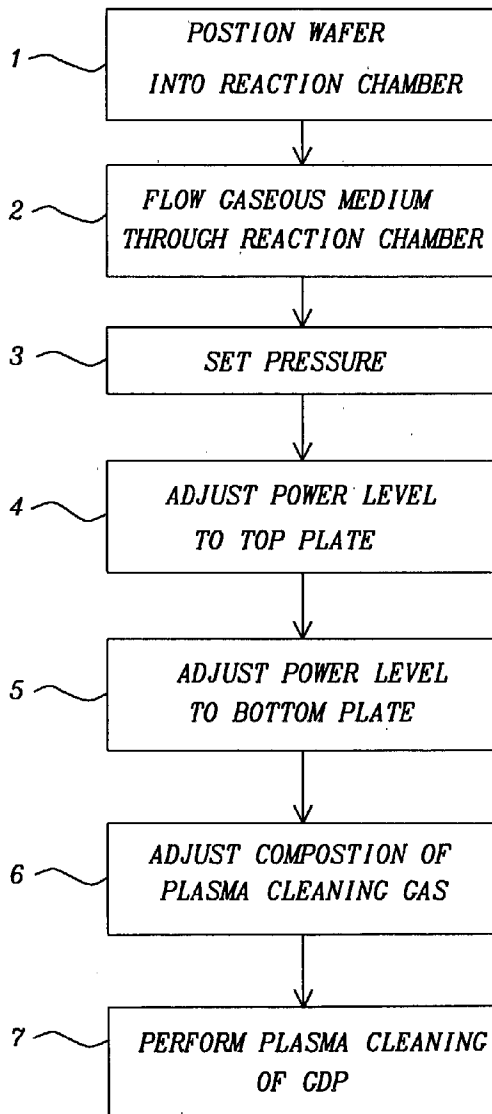 1
POSTION WAFER
INTO REACTION CHAMBER
2
FLOW GASEOUS MEDIUM
THROUGH REACTION CHAMBER
3
SET PRESSURE
4
ADJUST POWER LEVEL
TO TOP PLATE
5
ADJUST POWER LEVEL
TO BOTTOM PLATE
6
ADJUST COMPOSTION OF
PLASMA CLEANING GAS
7
PERFORM PLASMA CLEANING
OF GDP